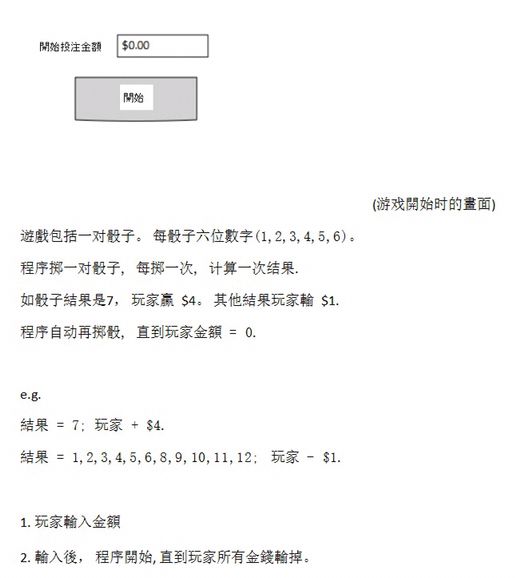 開始投注金額 $0.00
開始
(游戏開始时的畫面)
遊戲包括一对骰子。 每骰子六位數字(1,2,3,4,5,6)。
程序掷一对骰子, 每掷一次, 计算一次结果.
如骰子結果是7, 玩家贏 $4。 其他結果玩家輸 $1.
程序自动再掷骰, 直到玩家金額 = 0.
e.g.
結果 = 7; 玩家 + $4.
結果 = 1,2,3,4,5,6,8,9,10,11,12; 玩家 - $1.
1. 玩家輸入金額
2. 輸入後, 程序開始, 直到玩家所有金錢輸掉。